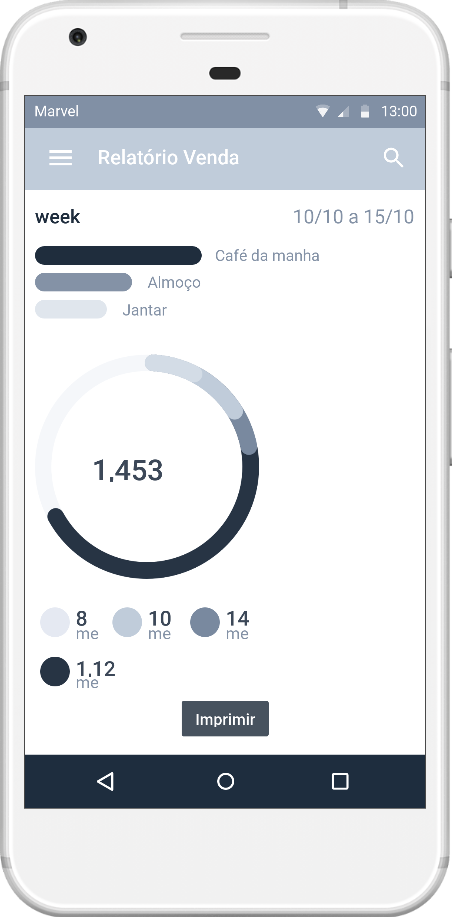 Marvel 13:00
Relatório Venda
week 10/10 a 15/10
Café da manha
Almoço
Jantar
1,453
8 10 14
me me me
1,12
me
Imprimir